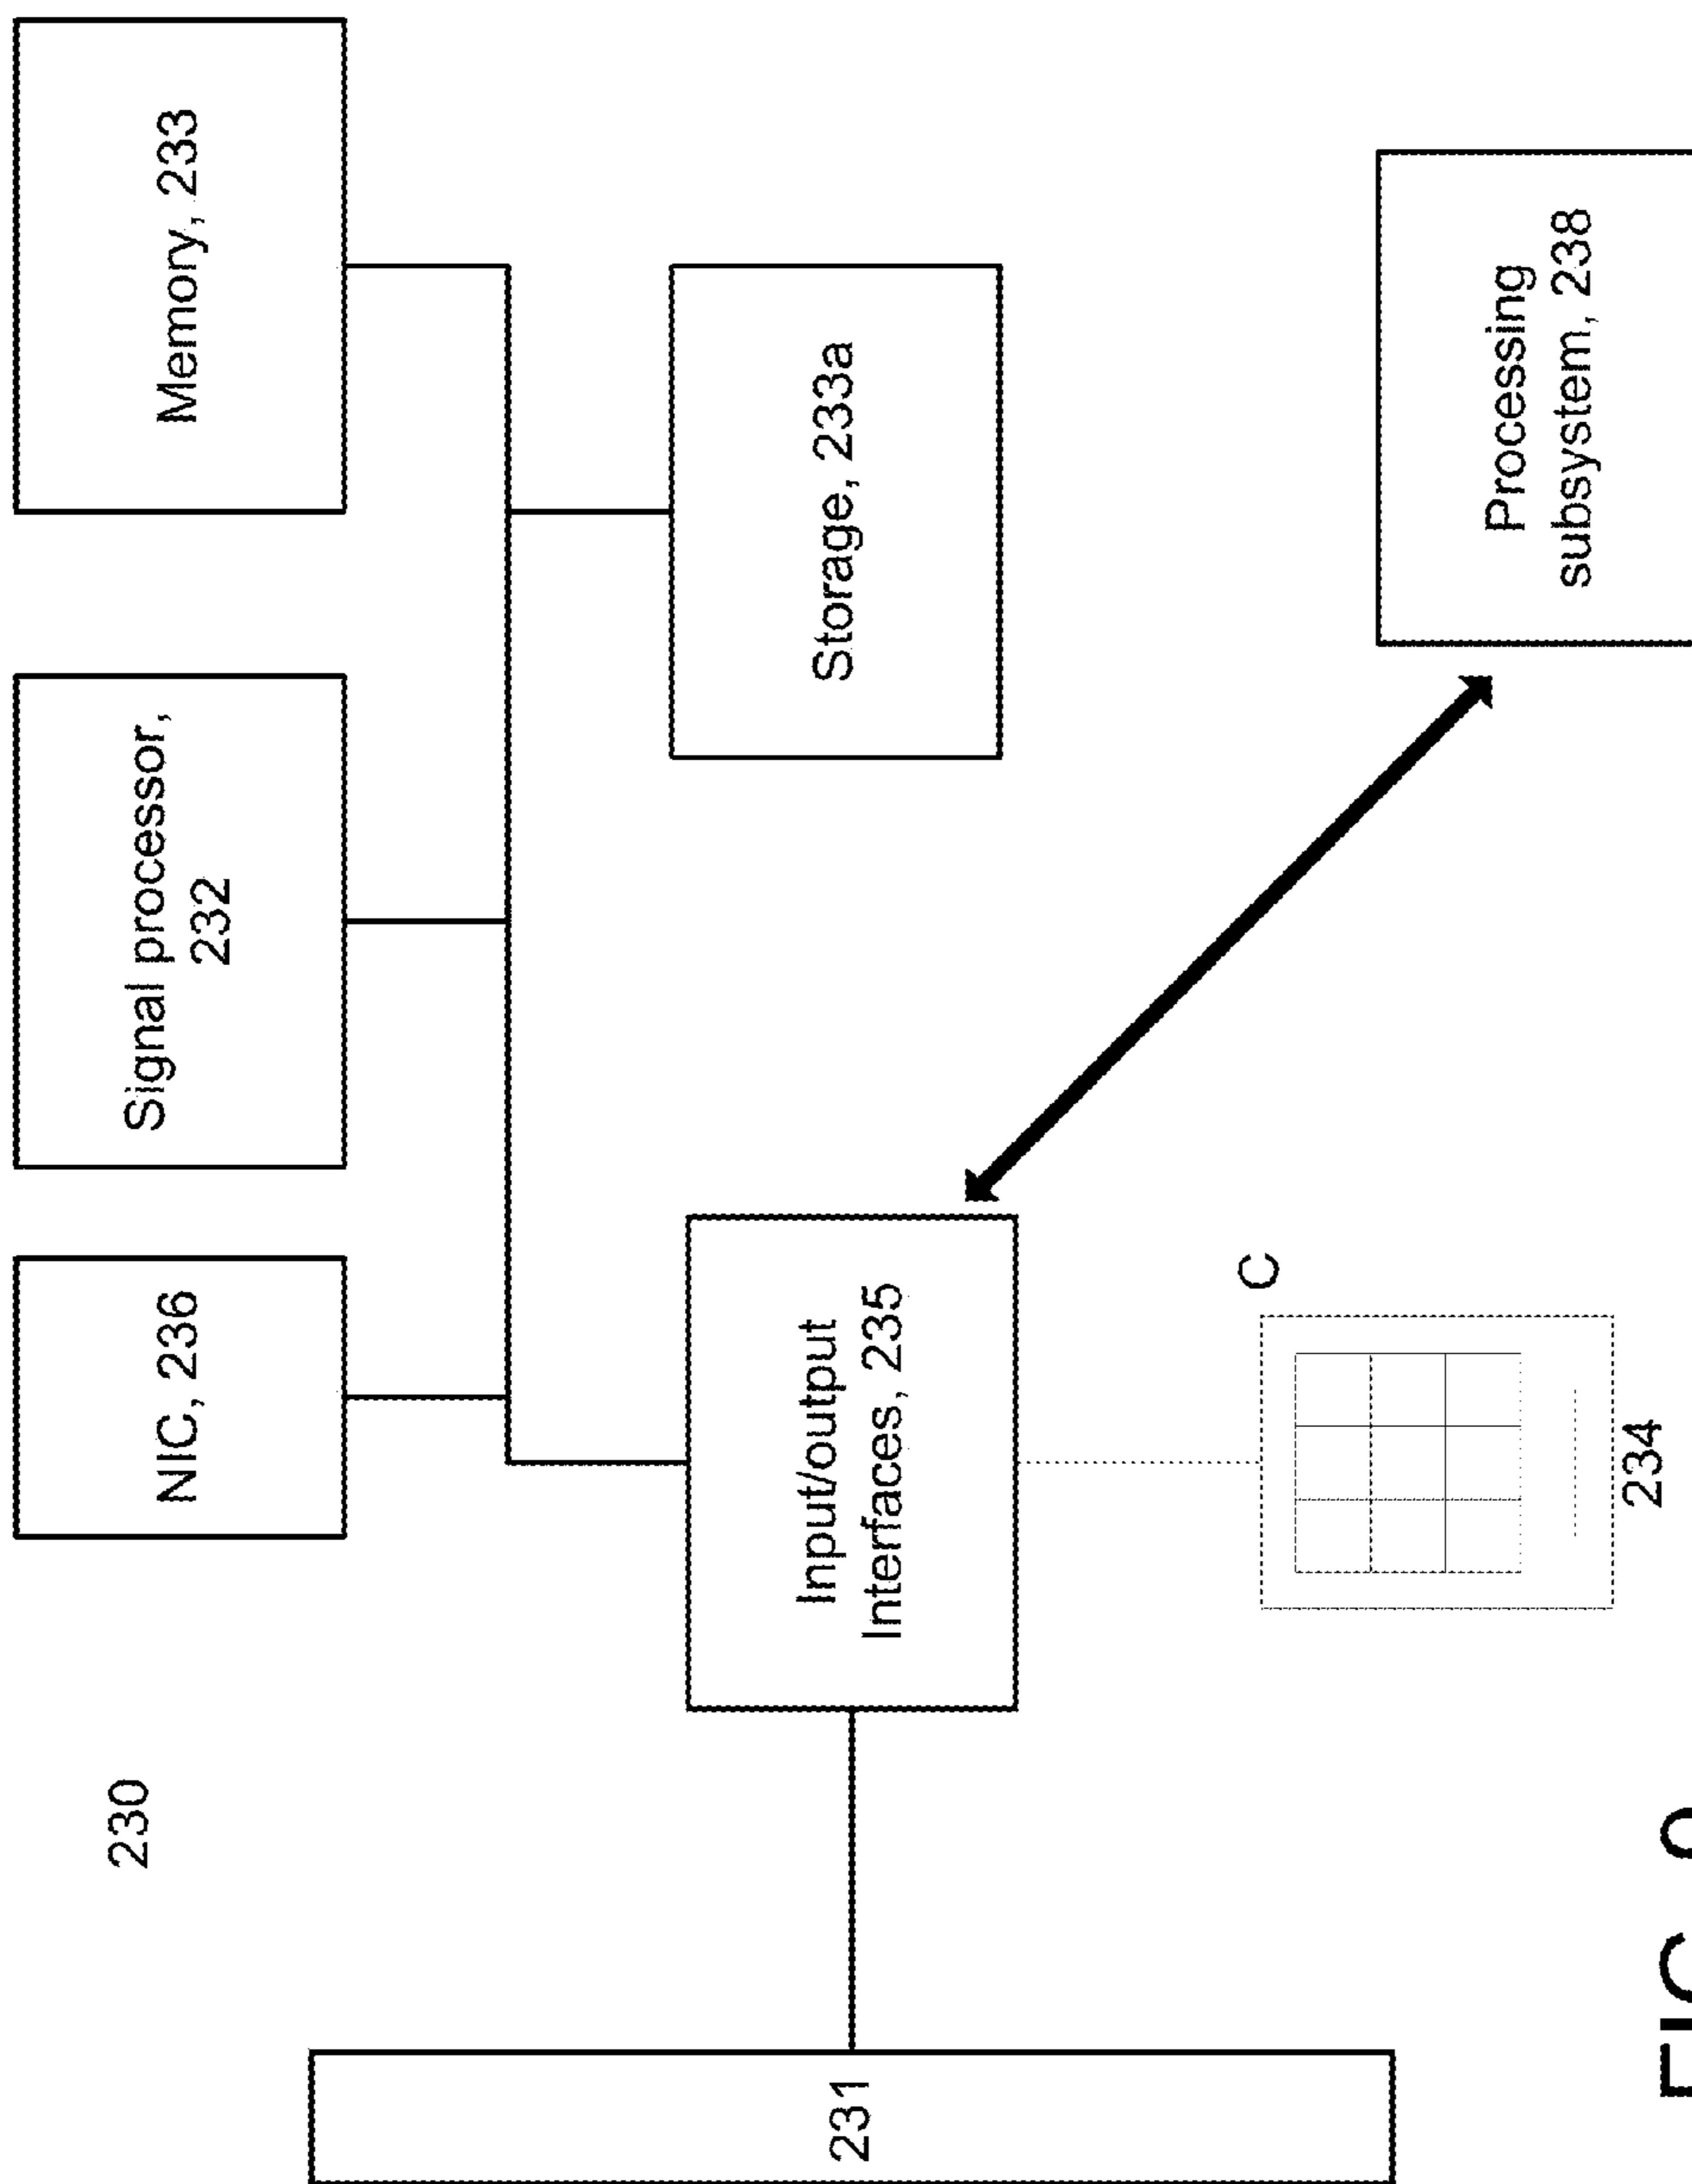 230
NIC, 236
Signal processor,
232
Memory, 233
231
Input/output
Interfaces, 235
Storage, 233a
C
234
Processing
subsystem, 238